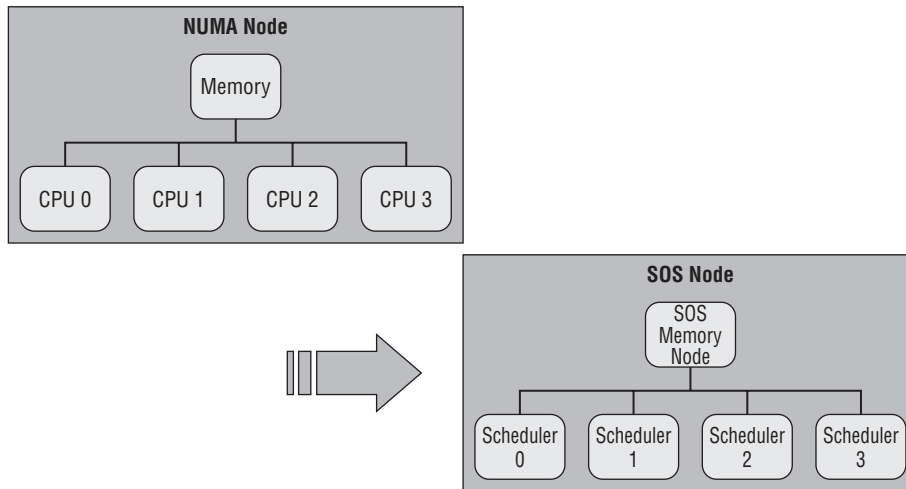 NUMA Node
Memory
CPU 0
CPU 1
CPU 2
CPU 3
SOS Node
SOS
Memory
Node
Scheduler
0
Scheduler
1
Scheduler
2
Scheduler
3